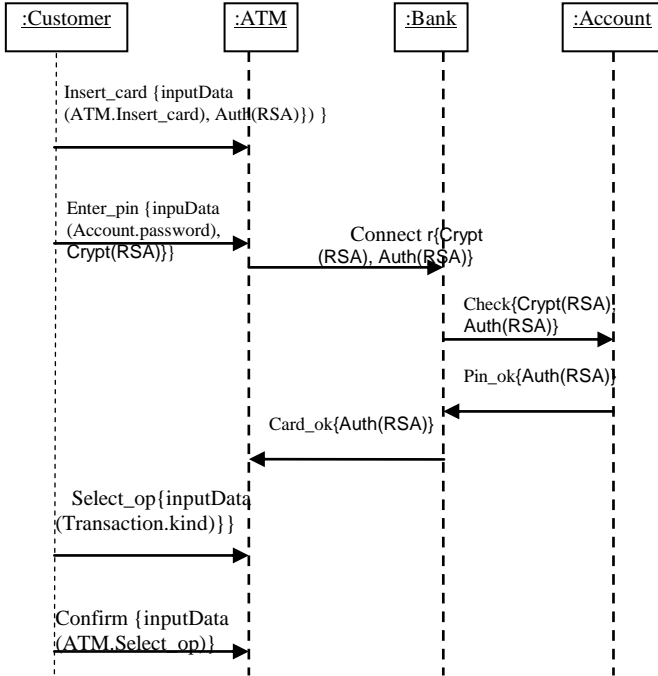 :Customer
:ATM
:Bank
:Account
Insert_card {inputData
(ATM.Insert_card), Auth(RSA)}) }
Enter_pin {inpuData
(Account.password),
Crypt(RSA)}}
Connect r{Crypt
(RSA), Auth(RSA)}
Check{Crypt(RSA),
Auth(RSA)}
Pin_ok{Auth(RSA)}
Card_ok{Auth(RSA)}
Select_op{inputData
(Transaction.kind)}}
Confirm {inputData
(ATM.Select_op)}